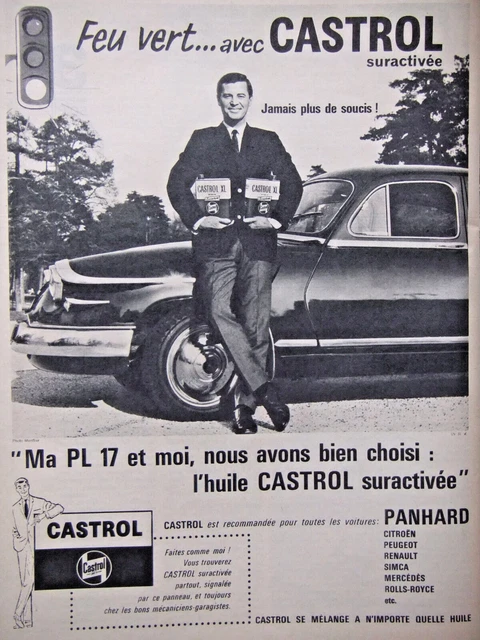 Feu vert... avec CASTROL
suractivée
Jamais plus de soucis !
CASTROL XL
CASTROL XL
"Ma PL 17 et moi, nous avons bien choisi :
l'huile CASTROL suractivée"
CASTROL
Castrol
CASTROL est recommandée pour toutes les voitures: PANHARD
CITROËN
PEUGEOT
RENAULT
SIMCA
MERCÉDÈS
ROLLS-ROYCE
etc.
Faites comme moi !
Vous trouverez
CASTROL suractivée
partout, signalée
par ce panneau, et toujours
chez les bons mécaniciens-garagistes.
CASTROL SE MÉLANGE A N'IMPORTE QUELLE HUILE